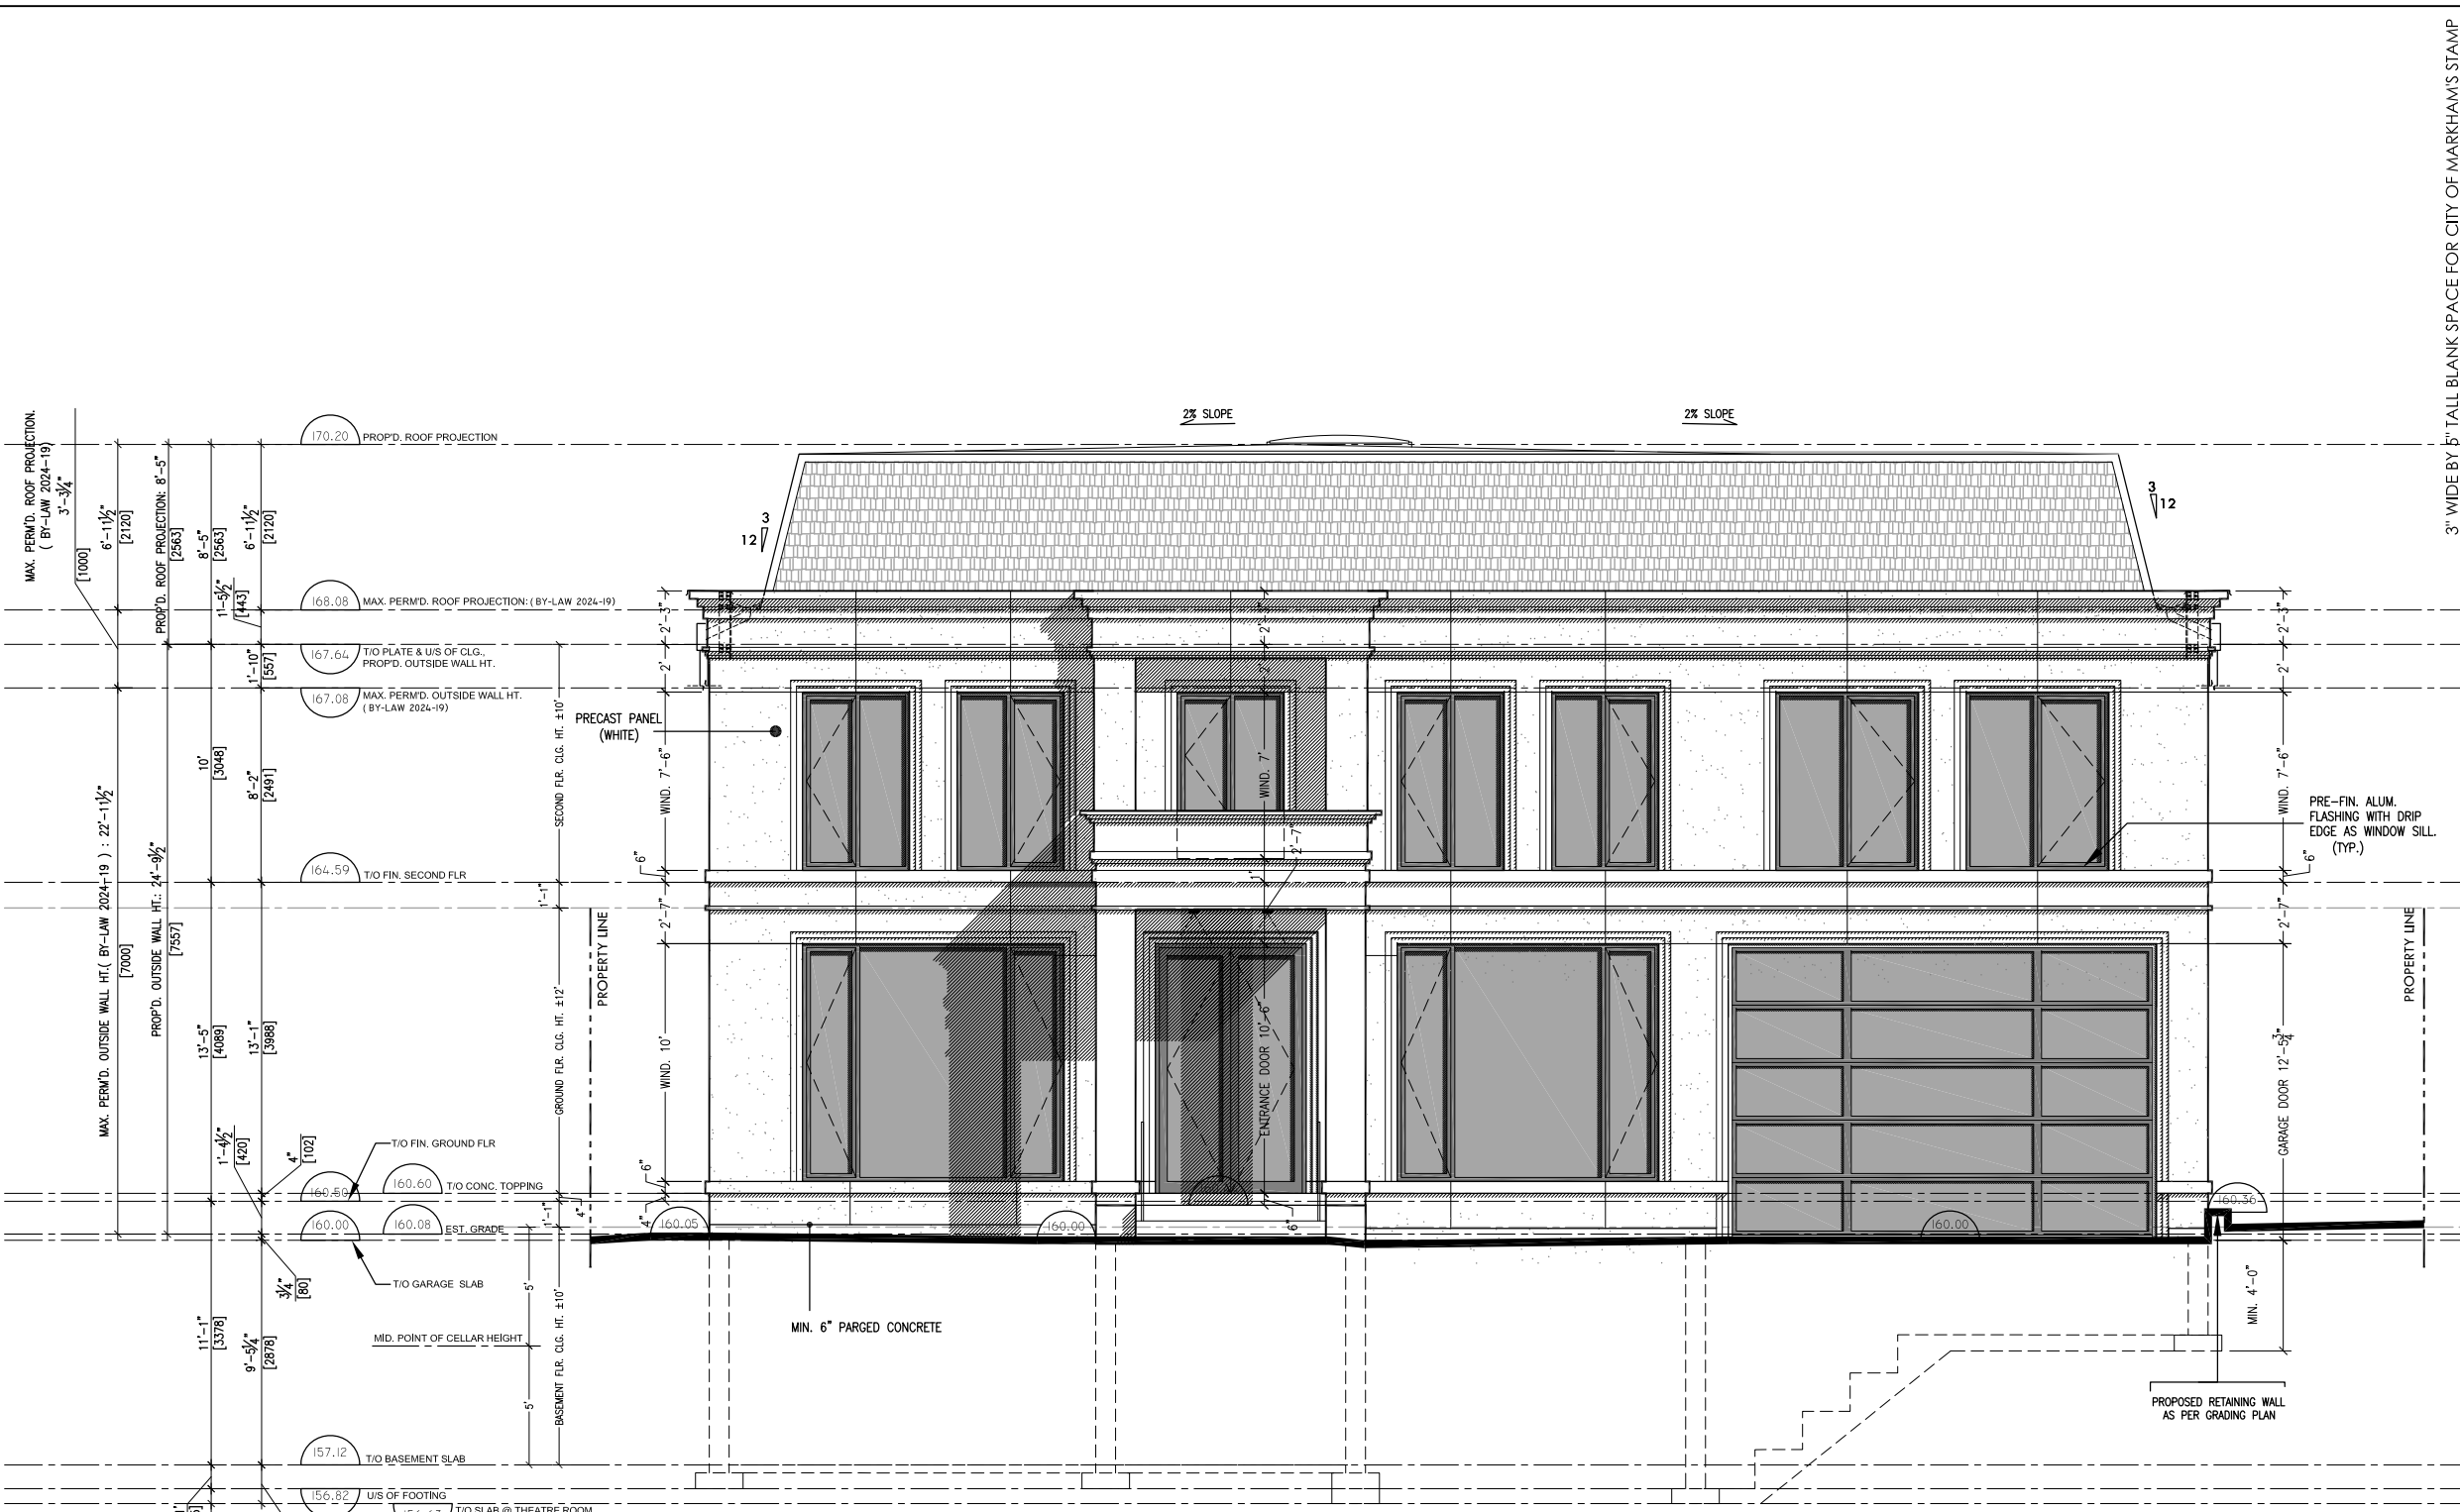 3" WIDE BY 5" TALL BLANK SPACE FOR CITY OF MARKHAM'S STAMP
MAX. PERM'D. ROOF PROJECTION.
( BY-LAW 2024-19)
3'-3¼"
[1000]
6'-11½"
[2120]
PROP'D. ROOF PROJECTION: 8'-5"
[2563]
8'-5"
[2563]
6'-11½"
[2120]
1'-5½"
[443]
1'-10"
[557]
10'
[3048]
8'-2"
[2491]
MAX. PERM'D. OUTSIDE WALL HT.( BY-LAW 2024-19 ) : 22'-11½"
[7000]
PROP'D. OUTSIDE WALL HT.: 24'-9½"
[7557]
13'-5"
[4089]
13'-1"
[3988]
1'-4½"
[420]
4"
[102]
¾"
[80]
11'-1"
[3378]
9'-5¼"
[2878]
170.20 PROP'D. ROOF PROJECTION
168.08 MAX. PERM'D. ROOF PROJECTION: ( BY-LAW 2024-19)
167.64 T/O PLATE & U/S OF CLG.,
PROP'D. OUTSIDE WALL HT.
167.08 MAX. PERM'D. OUTSIDE WALL HT.
( BY-LAW 2024-19)
164.59 T/O FIN. SECOND FLR
T/O FIN. GROUND FLR
160.50
160.60 T/O CONC. TOPPING
160.00
160.08 EST. GRADE
T/O GARAGE SLAB
MID. POINT OF CELLAR HEIGHT
157.12 T/O BASEMENT SLAB
156.82 U/S OF FOOTING
T/O SLAB @ THEATRE ROOM
5'
5'
SECOND FLR. CLG. HT. ±10'
1'-1"
GROUND FLR. CLG. HT. ±12'
4"
1'-1"
BASEMENT FLR. CLG. HT. ±10'
PROPERTY LINE
2'-3"
2'
WIND. 7'-6"
6"
2'-7"
WIND. 10'
6"
4"
2% SLOPE
2% SLOPE
3
12
3
12
PRECAST PANEL
(WHITE)
2'-3"
2'
WIND. 7'
2'-7"
1'
ENTRANCE DOOR 10'-6"
6"
160.05
160.00
160.00
160.36
MIN. 6" PARGED CONCRETE
2'-3"
2'
WIND. 7'-6"
6"
2'-7"
GARAGE DOOR 12'-5¾"
MIN. 4'-0"
PRE-FIN. ALUM.
FLASHING WITH DRIP
EDGE AS WINDOW SILL.
(TYP.)
PROPERTY LINE
PROPOSED RETAINING WALL
AS PER GRADING PLAN